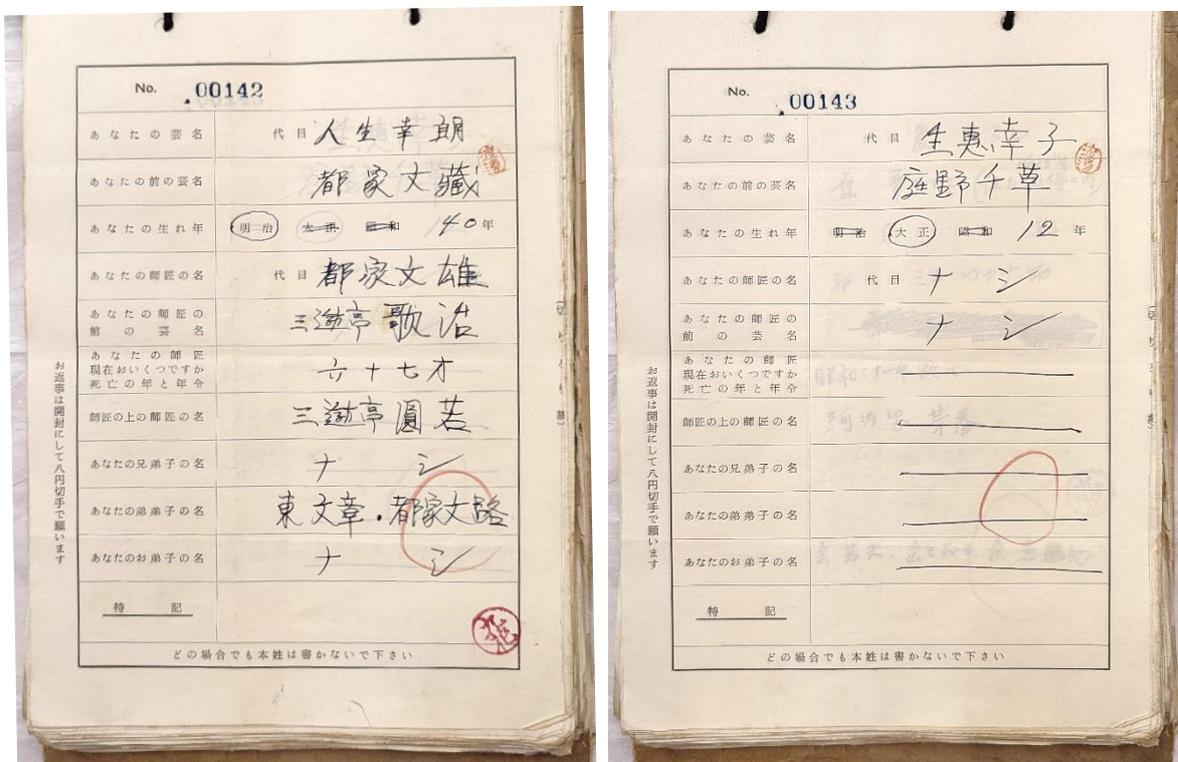 No. 00142
あなたの芸名 代目 人生幸朗
あなたの前の芸名 都家文蔵
あなたの生れ年 明治 大正 昭和 40年
あなたの師匠の名 代目 都家文雄
あなたの師匠の
前の芸名 三遊亭歌治
あなたの師匠
現在おいくつですか 六十七才
死亡の年と年令
師匠の上の師匠の名 三遊亭圓若
あなたの兄弟子の名 ナシ
あなたの弟弟子の名 東文章・都家文路
あなたのお弟子の名 ナシ
特記
どの場合でも本姓は書かないで下さい
お返事は開封にして八円切手で願います
No. 00143
あなたの芸名 代目 生恵幸子
あなたの前の芸名 庭野千草
あなたの生れ年 明治 大正 昭和 12年
あなたの師匠の名 代目 ナシ
あなたの師匠の
前の芸名 ナシ
あなたの師匠
現在おいくつですか
死亡の年と年令
師匠の上の師匠の名
あなたの兄弟子の名
あなたの弟弟子の名
あなたのお弟子の名
特記
どの場合でも本姓は書かないで下さい
お返事は開封にして八円切手で願います